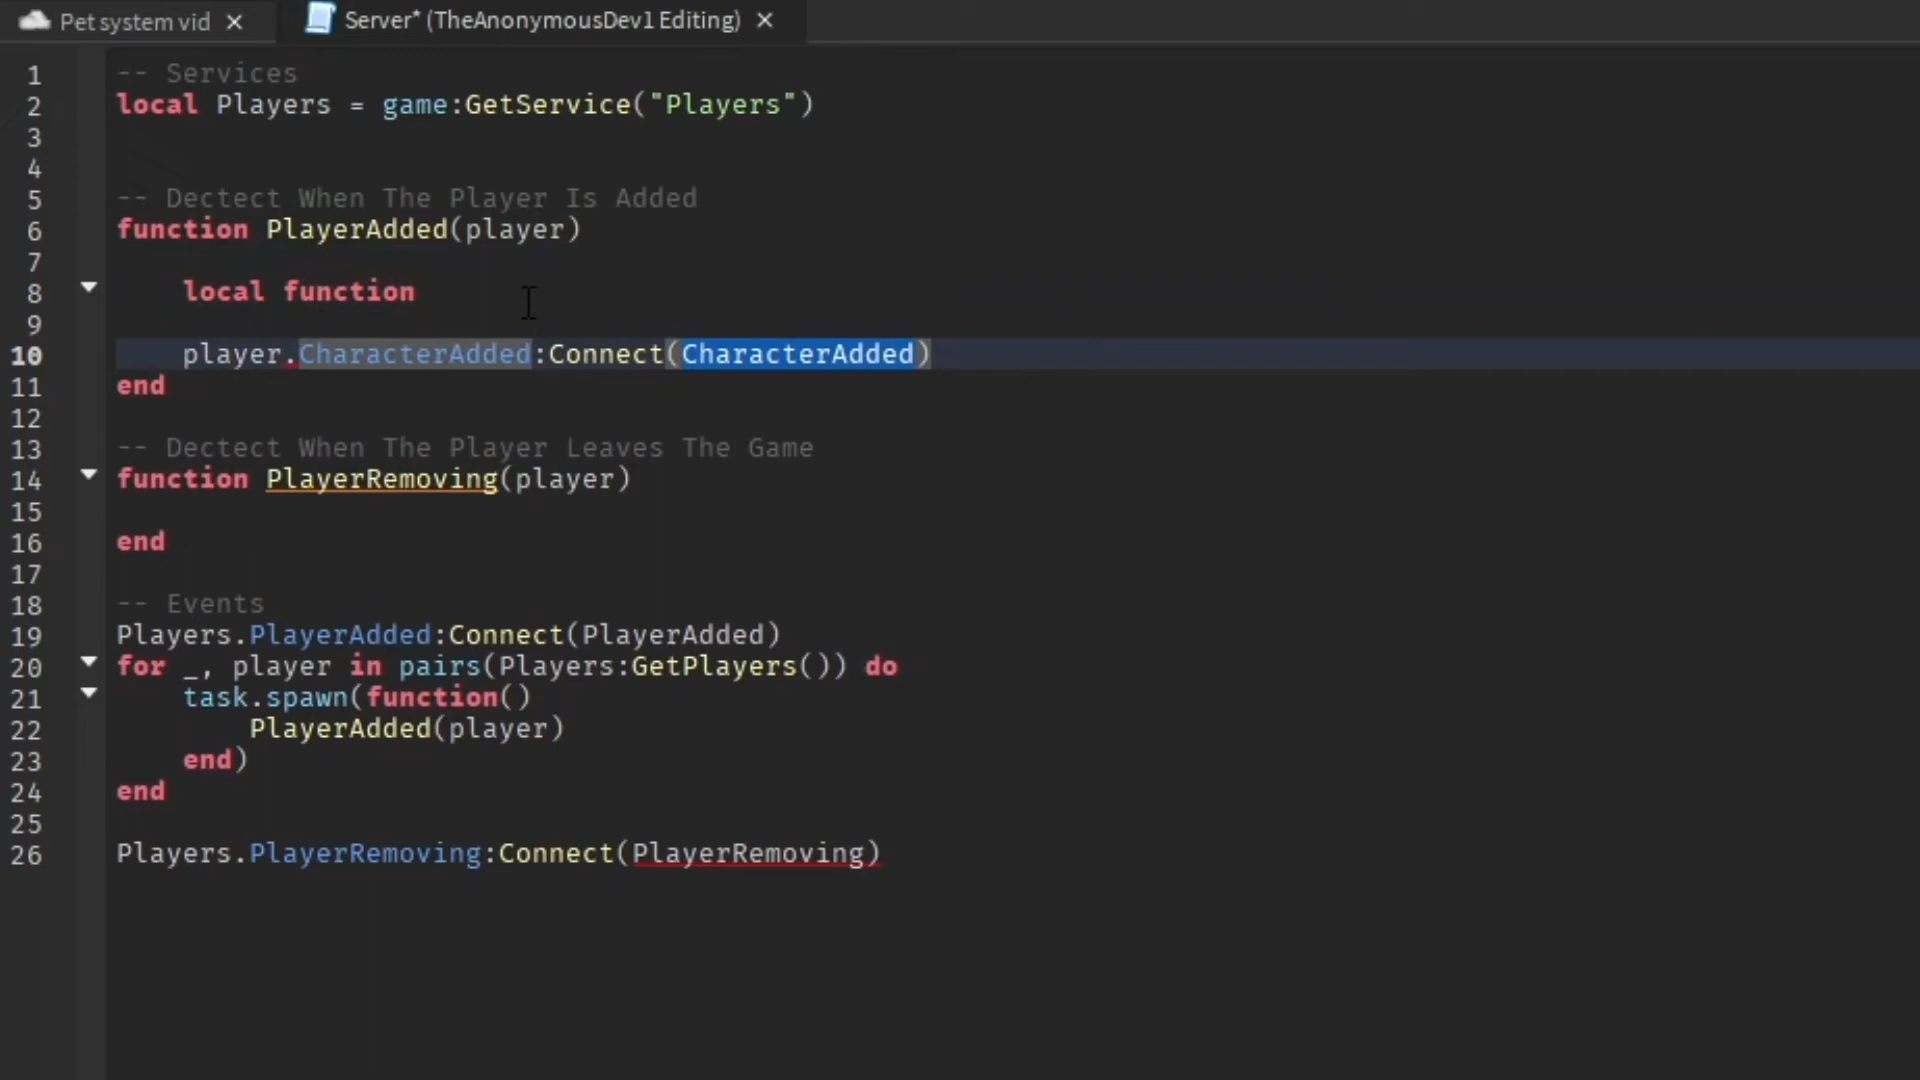 Pet system vid × Server* (TheAnonymousDev1 Editing) ×
1 -- Services
2 local Players = game:GetService("Players")
3
4
5 -- Dectect When The Player Is Added
6 function PlayerAdded(player)
7
8 local function
9
10 player.CharacterAdded:Connect(CharacterAdded)
11 end
12
13 -- Dectect When The Player Leaves The Game
14 function PlayerRemoving(player)
15
16 end
17
18 -- Events
19 Players.PlayerAdded:Connect(PlayerAdded)
20 for _, player in pairs(Players:GetPlayers()) do
21 task.spawn(function()
22 PlayerAdded(player)
23 end)
24 end
25
26 Players.PlayerRemoving:Connect(PlayerRemoving)